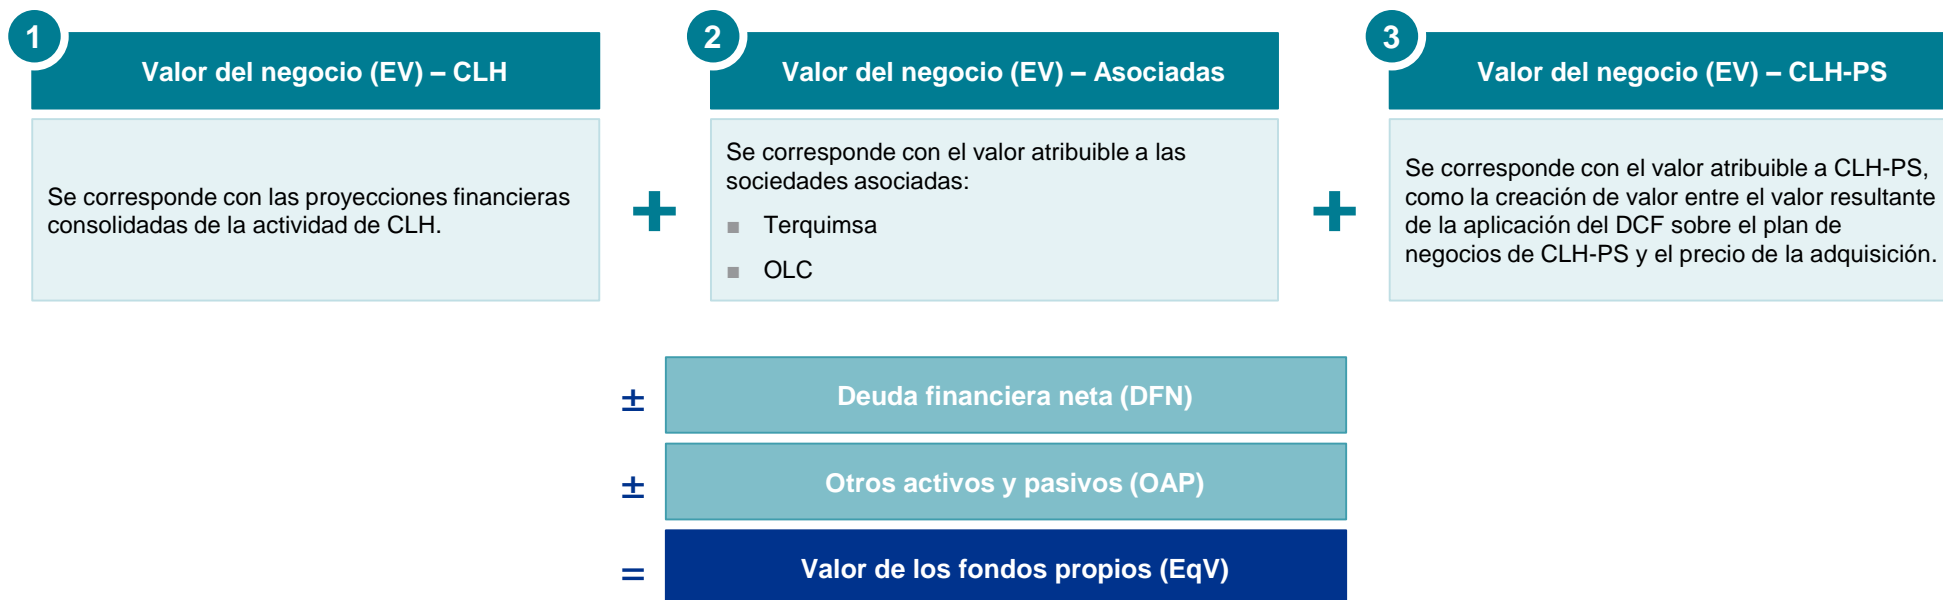 1
Valor del negocio (EV) – CLH
Se corresponde con las proyecciones financieras
consolidadas de la actividad de CLH.
+
2
Valor del negocio (EV) – Asociadas
Se corresponde con el valor atribuible a las
sociedades asociadas:
■ Terquimsa
■ OLC
+
3
Valor del negocio (EV) – CLH-PS
Se corresponde con el valor atribuible a CLH-PS,
como la creación de valor entre el valor resultante
de la aplicación del DCF sobre el plan de
negocios de CLH-PS y el precio de la adquisición.
± Deuda financiera neta (DFN)
± Otros activos y pasivos (OAP)
= Valor de los fondos propios (EqV)